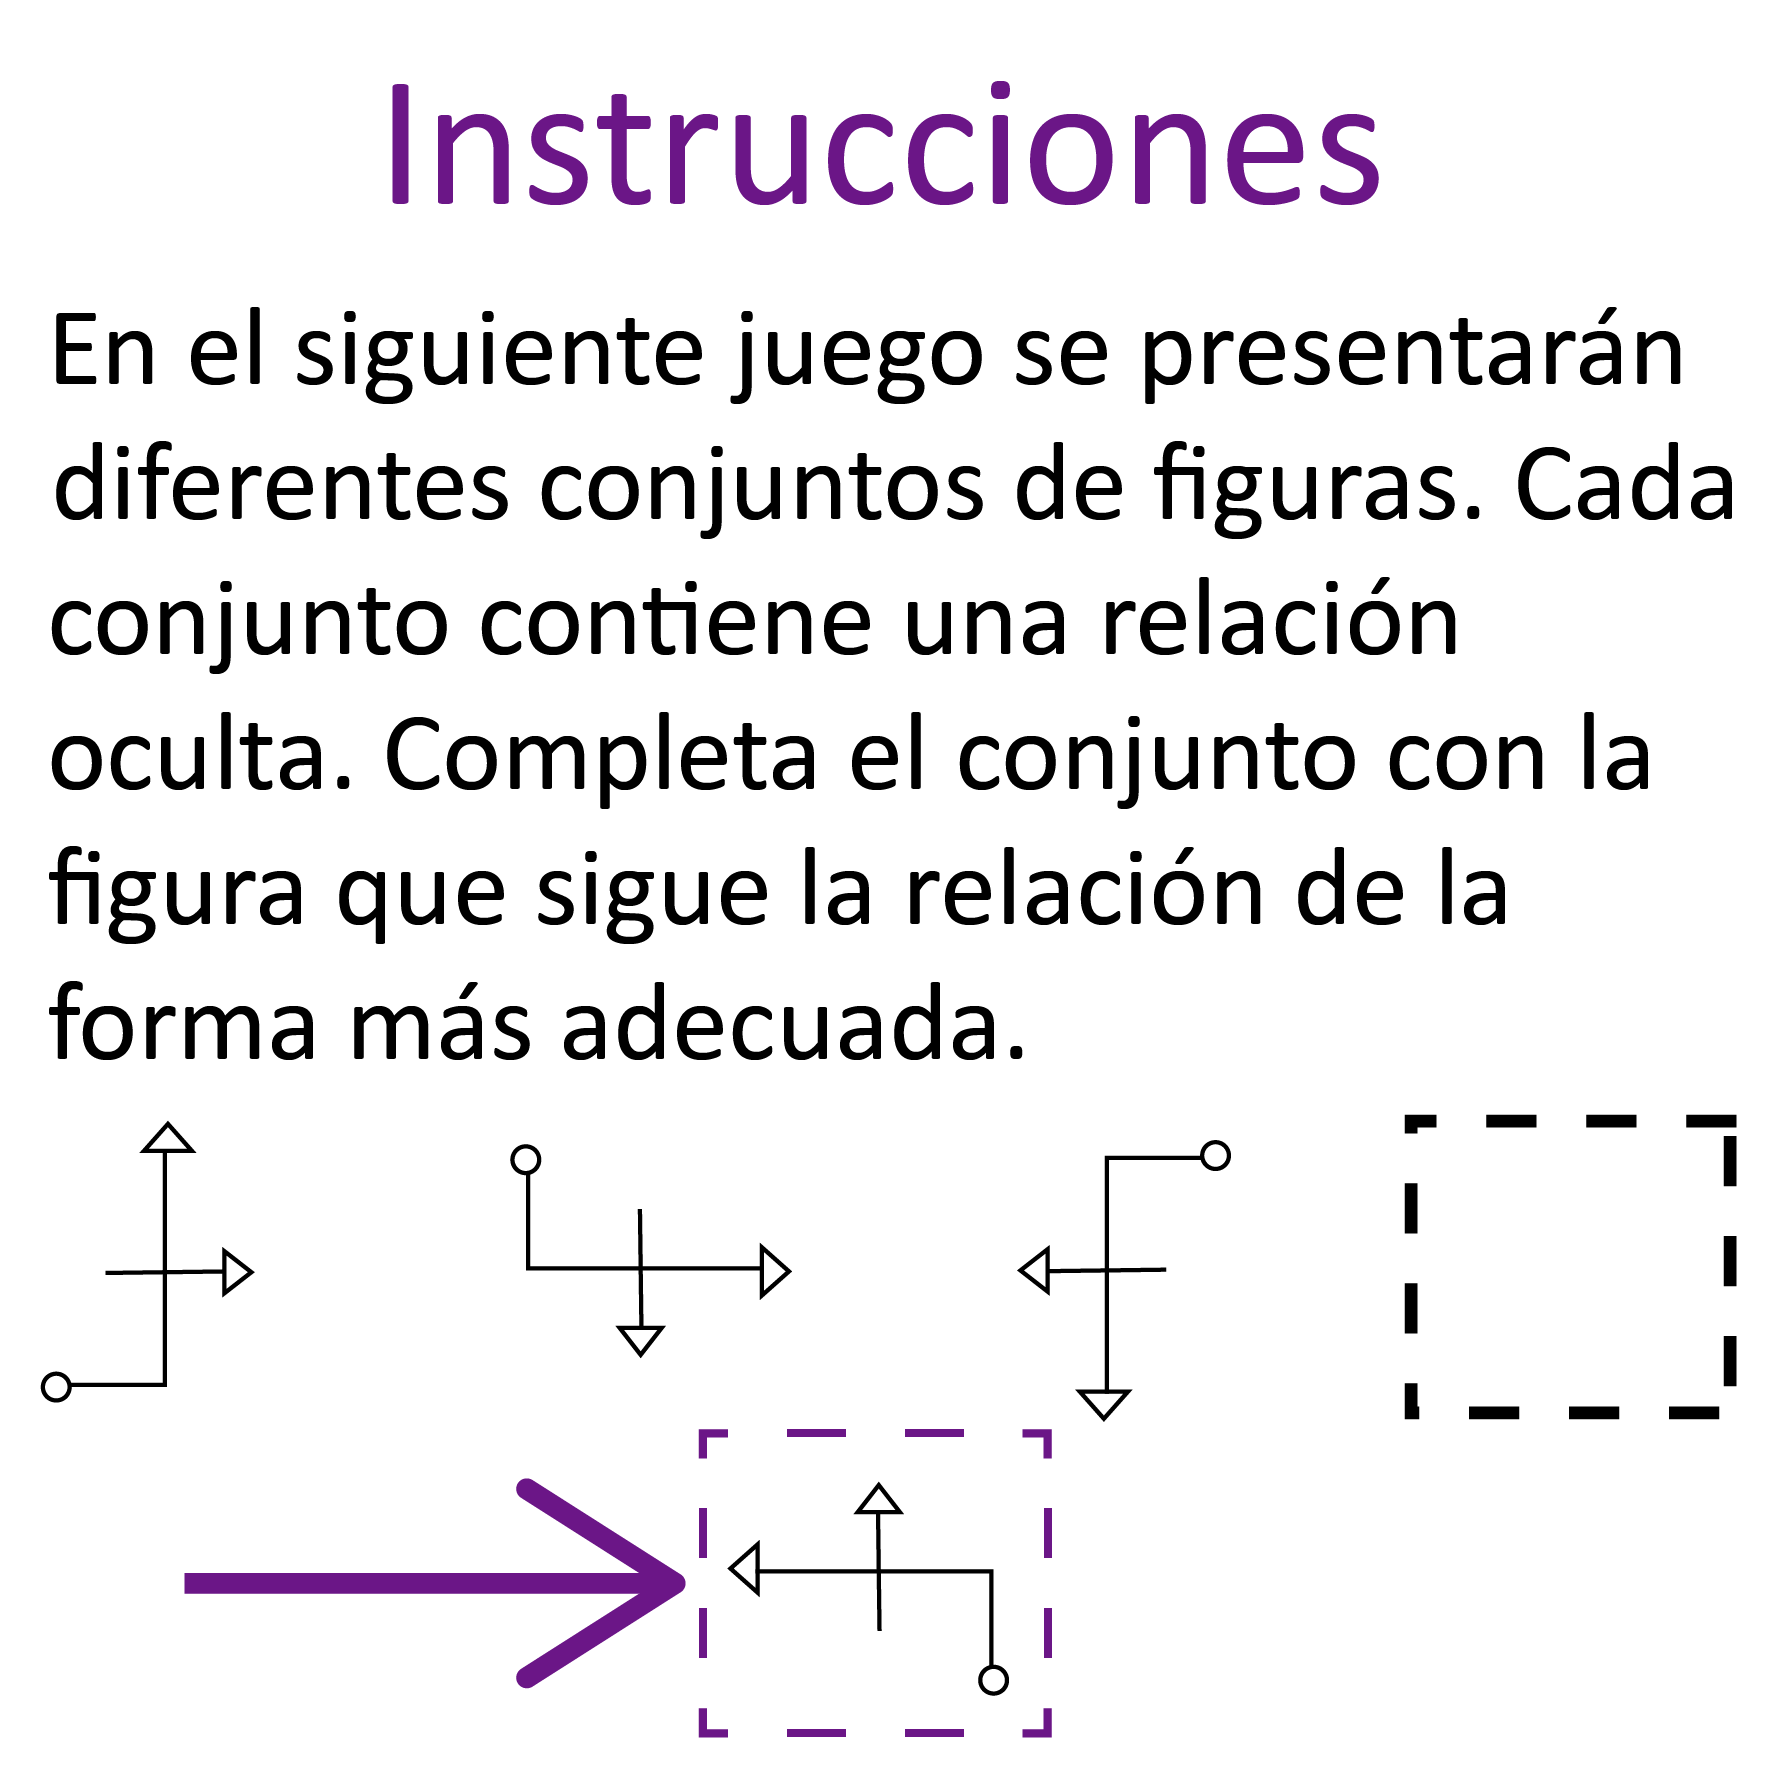 Instrucciones
En el siguiente juego se presentarán
diferentes conjuntos de figuras. Cada
conjunto contiene una relación
oculta. Completa el conjunto con la
figura que sigue la relación de la
forma más adecuada.